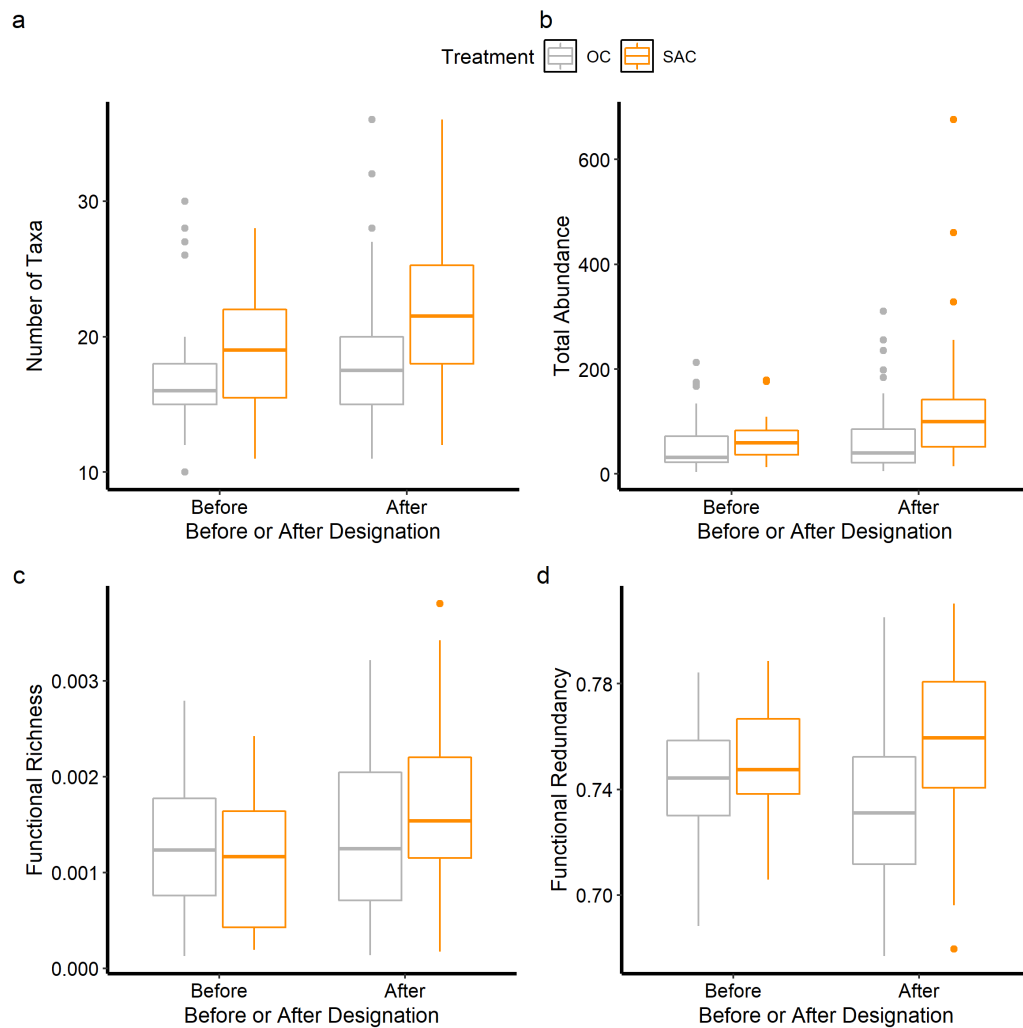 a
b
Treatment OC SAC
Number of Taxa
30
20
10
Before After
Before or After Designation
Total Abundance
600
400
200
0
Before After
Before or After Designation
c
Functional Richness
0.003
0.002
0.001
0.000
Before After
Before or After Designation
d
Functional Redundancy
0.78
0.74
0.70
Before After
Before or After Designation